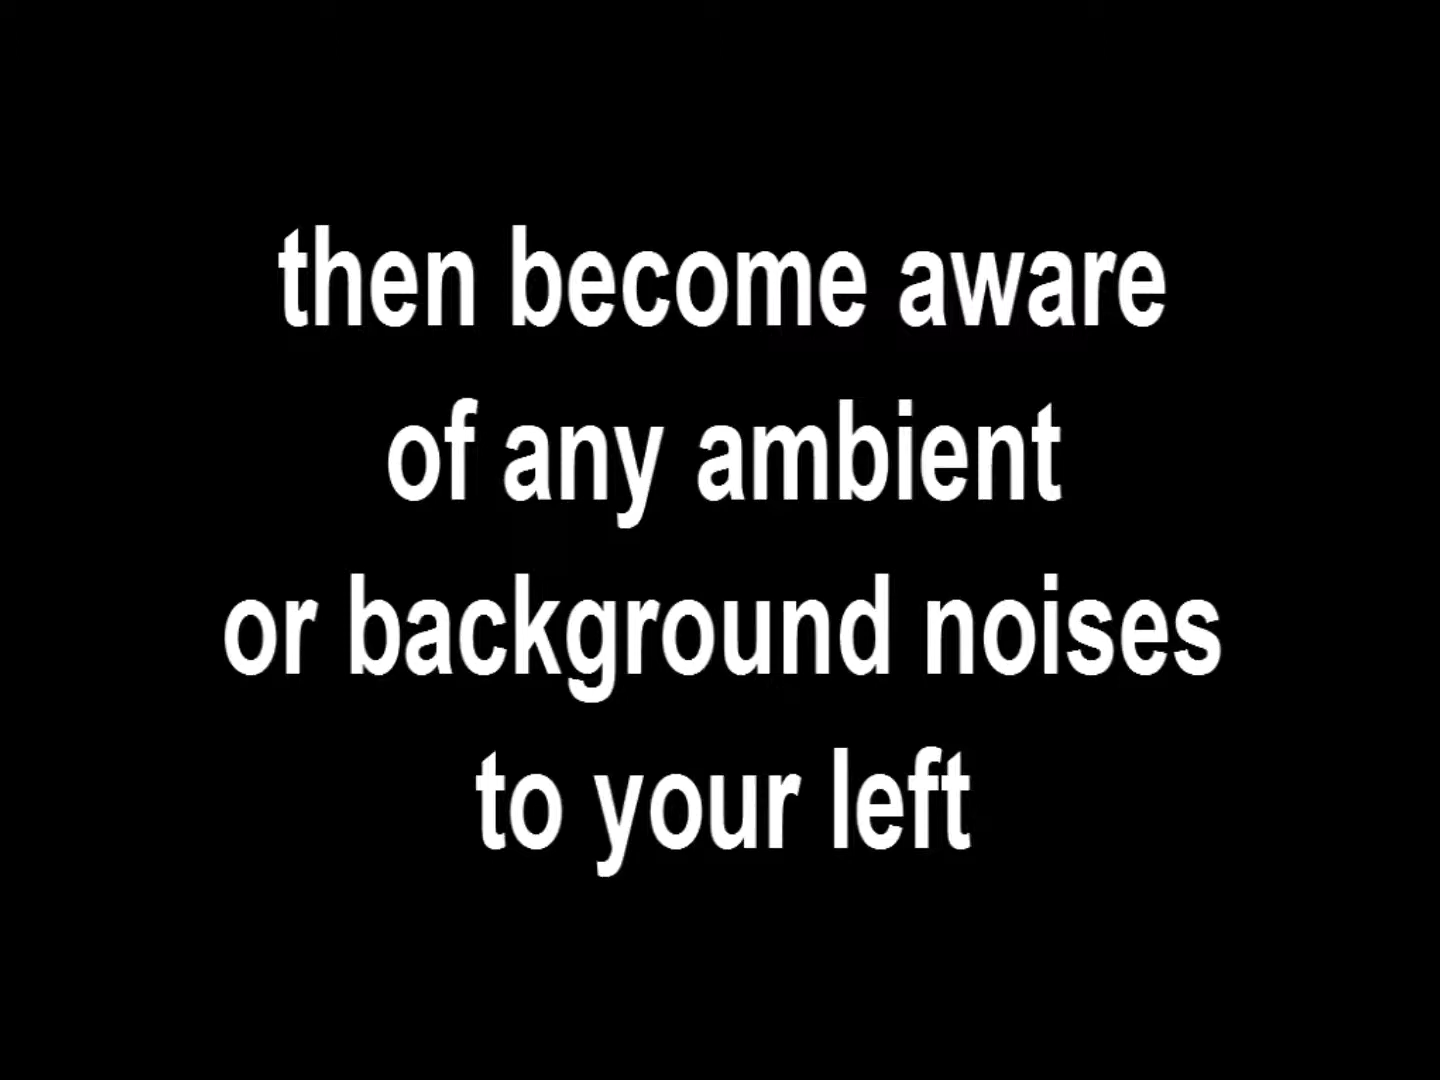 then become aware
of any ambient
or background noises
to your left